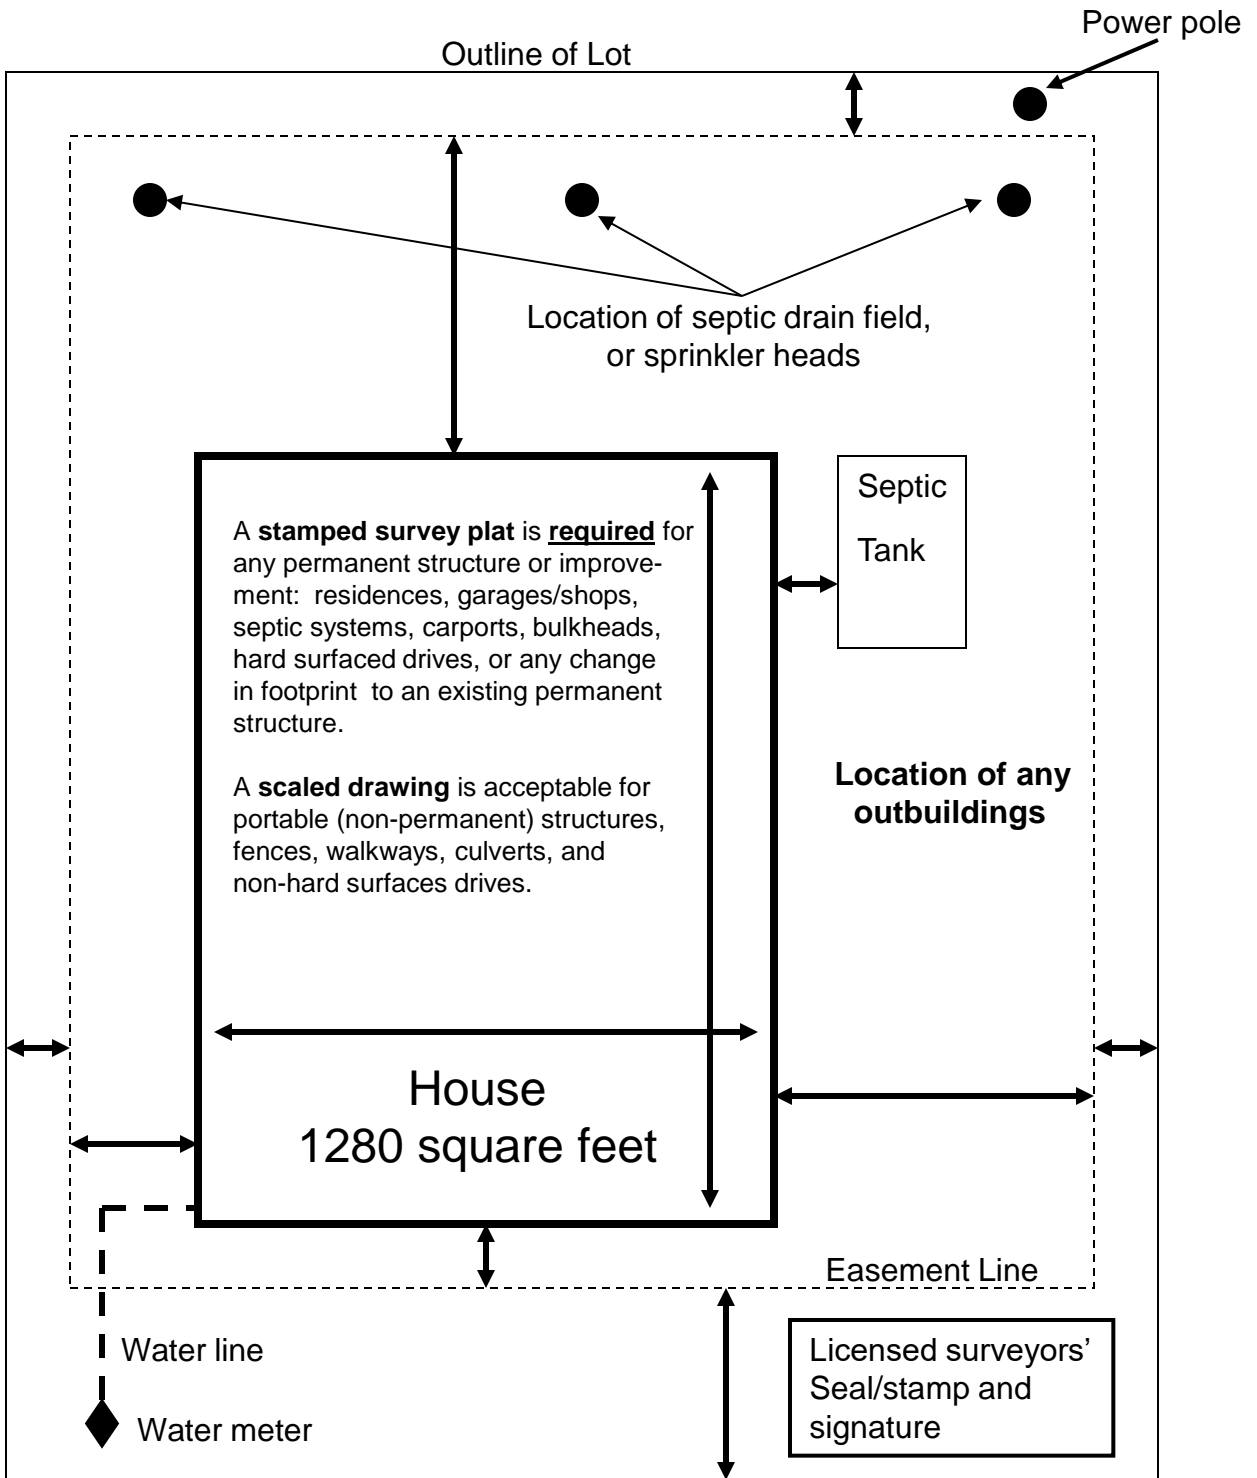 Power pole
Outline of Lot
Location of septic drain field,
or sprinkler heads
Septic
Tank
A stamped survey plat is required for
any permanent structure or improve-
ment:  residences, garages/shops,
septic systems, carports, bulkheads,
hard surfaced drives, or any change
in footprint  to an existing permanent
structure.
A scaled drawing is acceptable for
portable (non-permanent) structures,
fences, walkways, culverts, and
non-hard surfaces drives.
Location of any
outbuildings
House
1280 square feet
Easement Line
Water line
Water meter
Licensed surveyors’
Seal/stamp and
signature